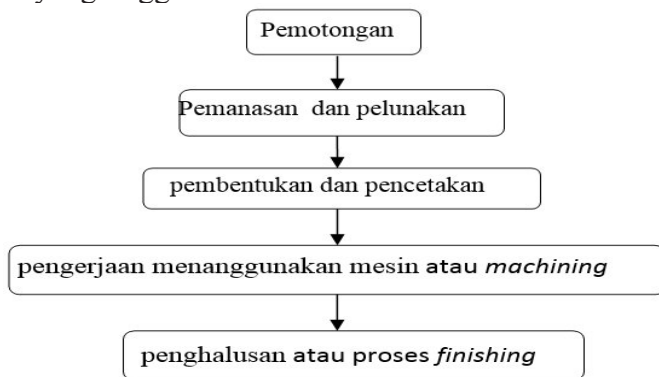 Pemotongan
Pemanasan dan pelunakan
pembentukan dan pencetakan
pengerjaan menanggunakan mesin atau machining
penghalusan atau proses finishing